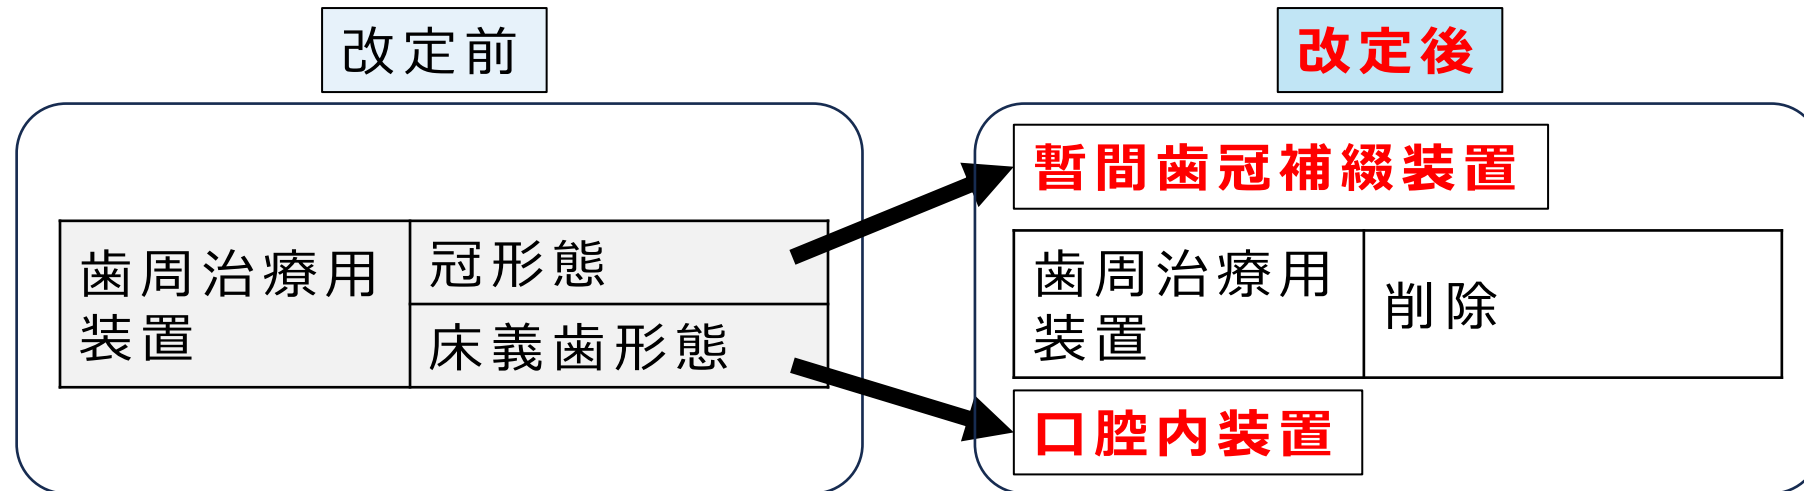 改定前
歯周治療用
装置
冠形態
床義歯形態
改定後
暫間歯冠補綴装置
歯周治療用
装置
削除
口腔内装置